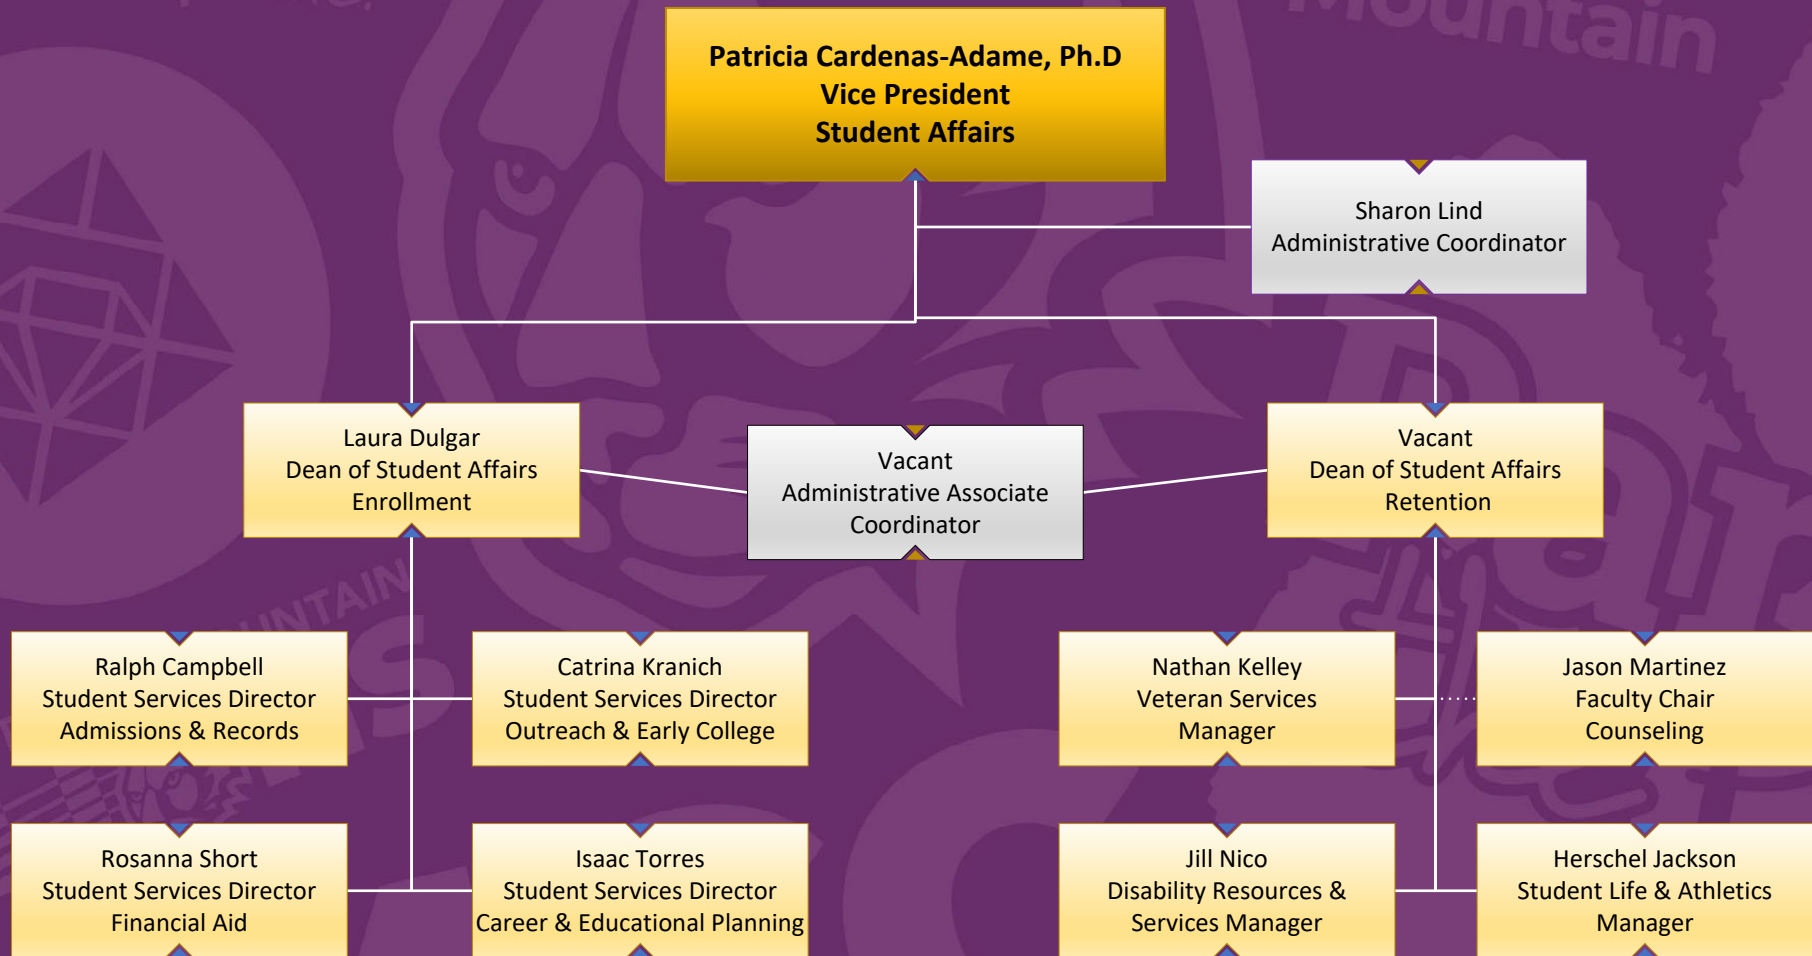 Mountain
Patricia Cardenas-Adame, Ph.D
Vice President
Student Affairs
Sharon Lind
Administrative Coordinator
Laura Dulgar
Dean of Student Affairs
Enrollment
Vacant
Administrative Associate
Coordinator
Vacant
Dean of Student Affairs
Retention
Ralph Campbell
Student Services Director
Admissions & Records
Catrina Kranich
Student Services Director
Outreach & Early College
Nathan Kelley
Veteran Services
Manager
Jason Martinez
Faculty Chair
Counseling
Rosanna Short
Student Services Director
Financial Aid
Isaac Torres
Student Services Director
Career & Educational Planning
Jill Nico
Disability Resources &
Services Manager
Herschel Jackson
Student Life & Athletics
Manager